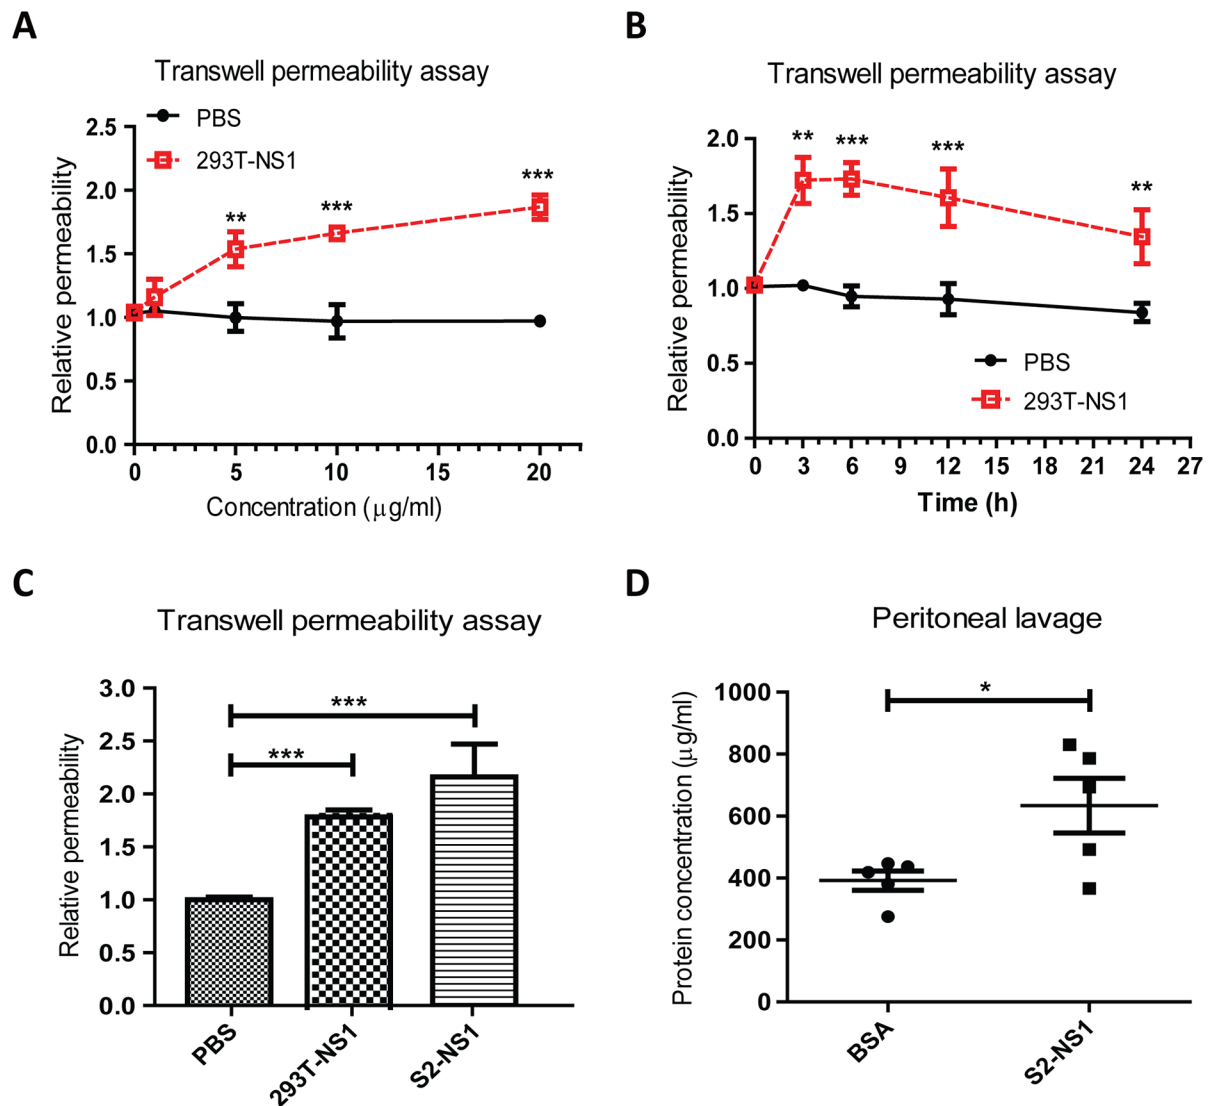 A
Transwell permeability assay
PBS
293T-NS1
2.5
2.0
1.5
1.0
0.5
0.0
Relative permeability
**
***
***
0 5 10 15 20
Concentration (μg/ml)
B
Transwell permeability assay
2.0
1.5
1.0
0.5
0.0
Relative permeability
**
***
***
**
PBS
293T-NS1
0 3 6 9 12 15 18 21 24 27
Time (h)
C
Transwell permeability assay
3.0
2.5
2.0
1.5
1.0
0.5
0.0
Relative permeability
***
***
PBS
293T-NS1
S2-NS1
D
Peritoneal lavage
1000
800
600
400
200
0
Protein concentration (μg/ml)
*
BSA
S2-NS1